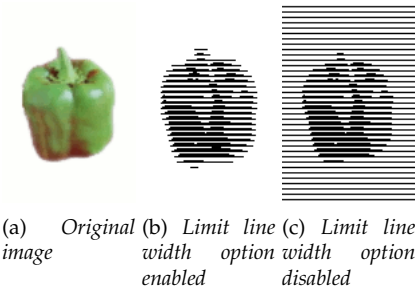 (a) Original image
(b) Limit line width option enabled
(c) Limit line width option disabled